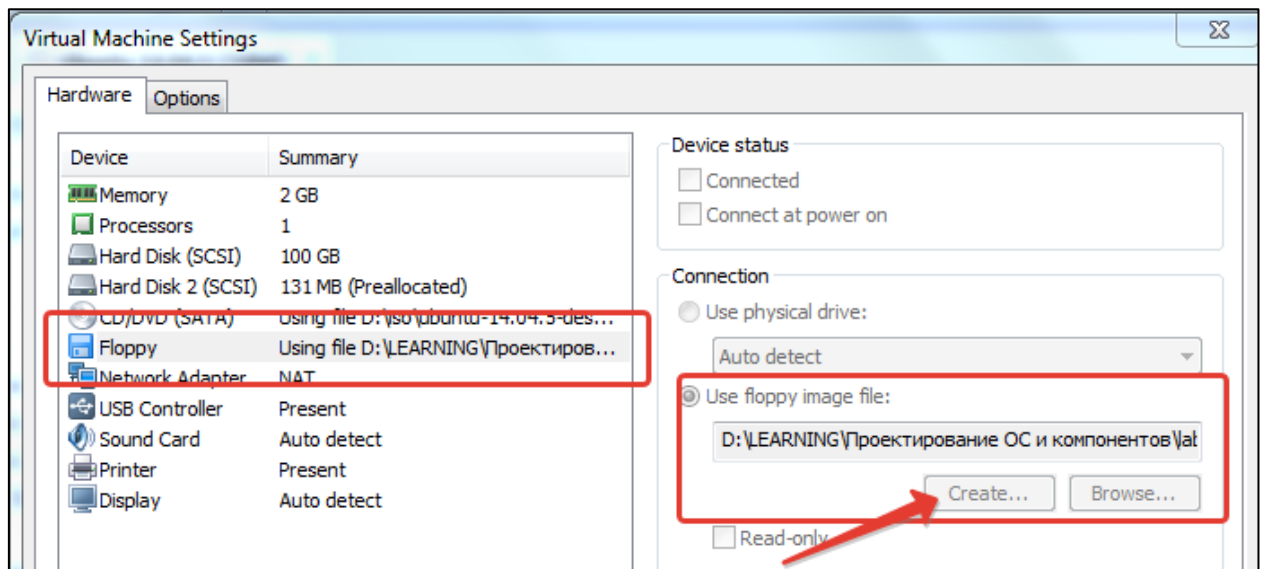 Virtual Machine Settings
Hardware Options
Device Summary
Memory 2 GB
Processors 1
Hard Disk (SCSI) 100 GB
Hard Disk 2 (SCSI) 131 MB (Preallocated)
CD/DVD (SATA) Using file D:\iso\ubuntu-14.04.5-des...
Floppy Using file D:\LEARNING\Проектиров...
Network Adapter NAT
USB Controller Present
Sound Card Auto detect
Printer Present
Display Auto detect
Device status
Connected
Connect at power on
Connection
Use physical drive:
Auto detect
Use floppy image file:
D:\LEARNING\Проектирование ОС и компонентов\lab
Create... Browse...
Read-only